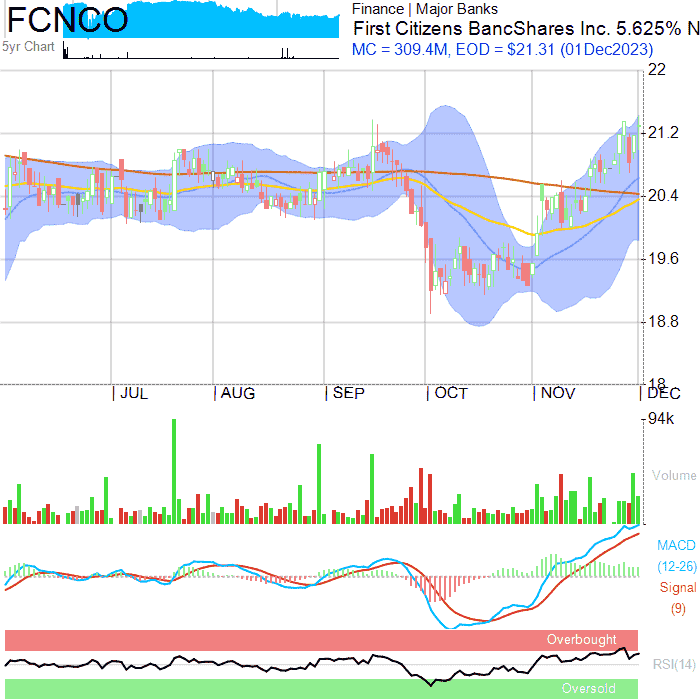 FCNCO
5yr Chart
Finance | Major Banks
First Citizens BancShares Inc. 5.625% N
MC = 309.4M, EOD = $21.31 (01Dec2023)
22
21.2
20.4
19.6
18.8
18
JUL AUG SEP OCT NOV DEC
94k
Volume
MACD
(12-26)
Signal
(9)
Overbought
RSI(14)
Oversold